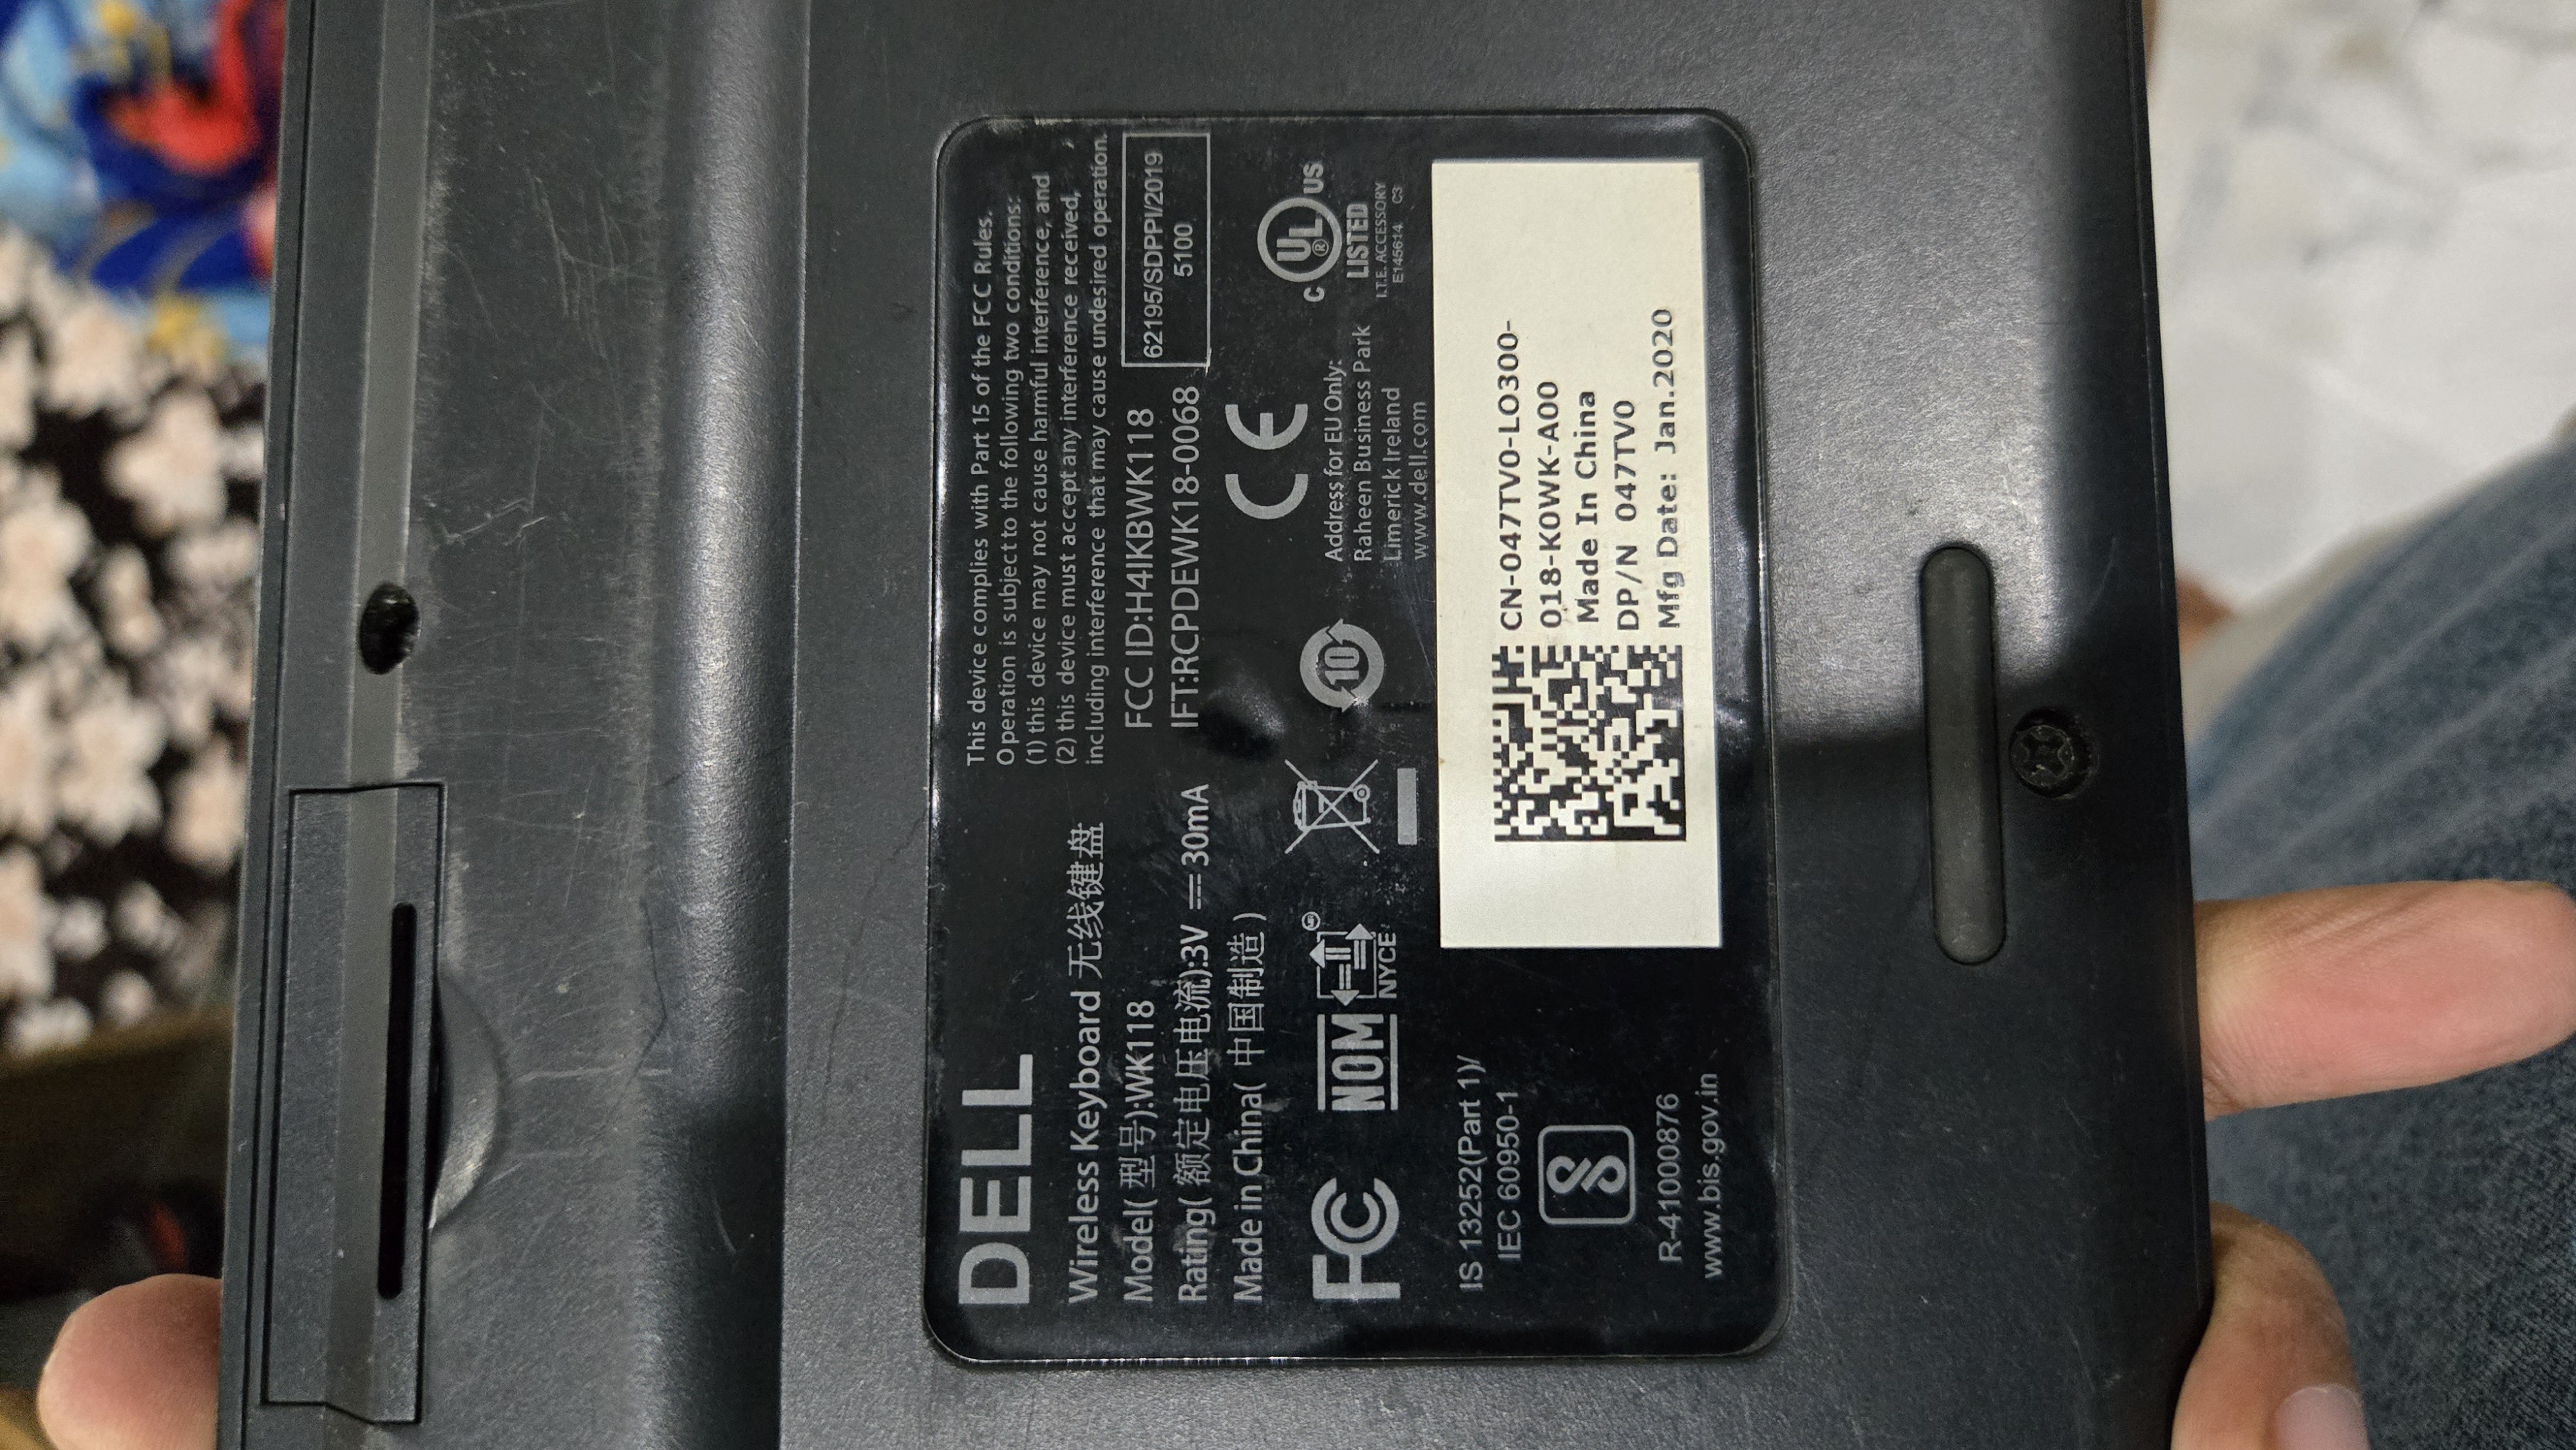 DELL
Wireless Keyboard 无线键盘
Model( 型号):WK118
Rating( 额定电压电流):3V ⎓ 30mA
Made in China( 中国制造 )
This device complies with Part 15 of the FCC Rules.
Operation is subject to the following two conditions:
(1) this device may not cause harmful interference, and
(2) this device must accept any interference received,
including interference that may cause undesired operation.
FCC ID:H4IKBWK118
IFT:RCPDEWK18-0068
62195/SDPPI/2019
5100
FC
NOM
NYCE
10
CE
Address for EU Only:
Raheen Business Park
Limerick Ireland
www.dell.com
C UL US
®
LISTED
I.T.E. ACCESSORY
E145614 C3
IS 13252(Part 1)/
IEC 60950-1
R-41000876
www.bis.gov.in
CN-047TV0-LO300-
018-K0WK-A00
Made In China
DP/N 047TV0
Mfg Date: Jan.2020